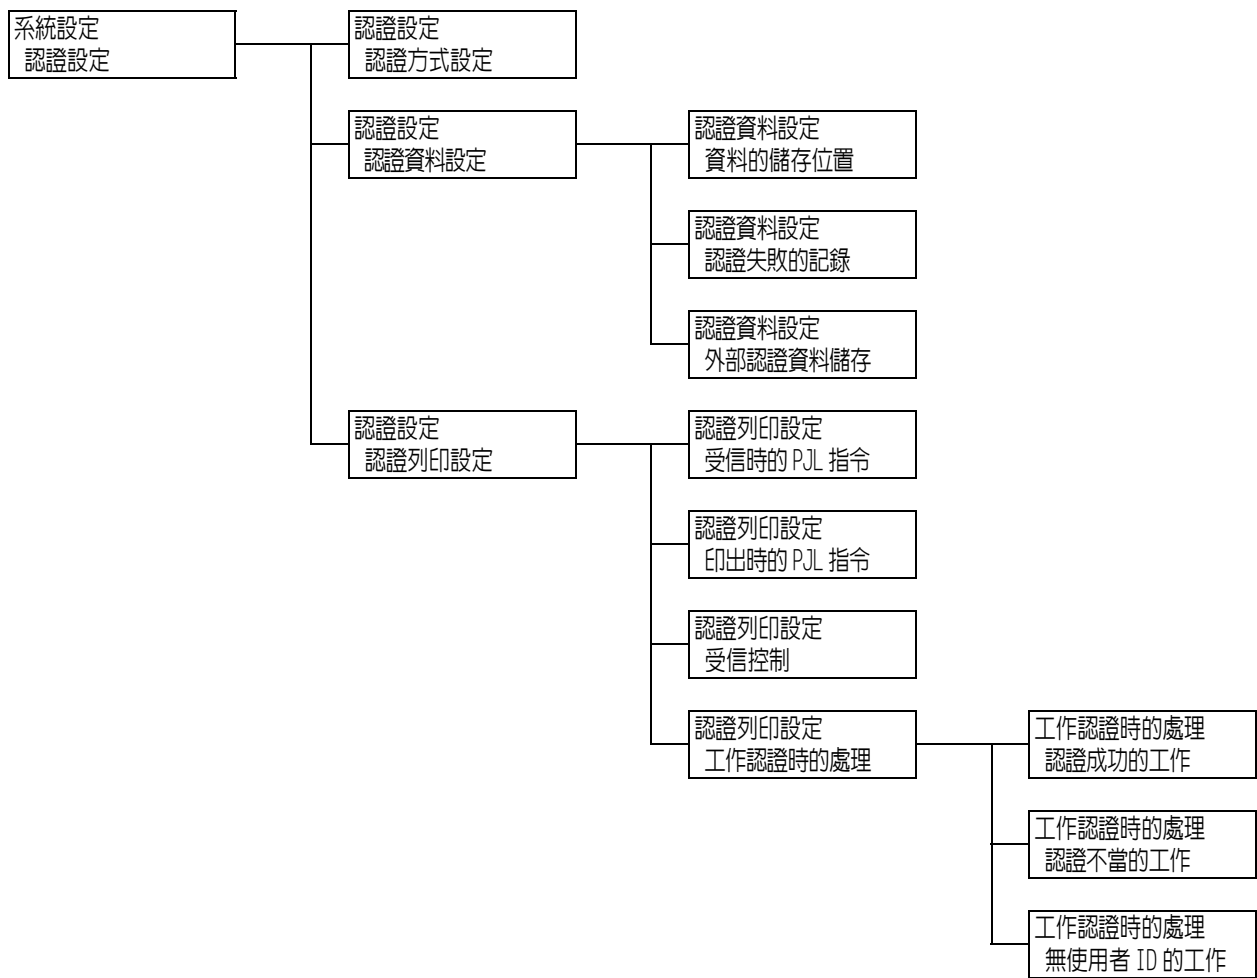 系統設定
認證設定
認證設定
認證方式設定
認證設定
認證資料設定
認證資料設定
資料的儲存位置
認證資料設定
認證失敗的記錄
認證資料設定
外部認證資料儲存
認證設定
認證列印設定
認證列印設定
受信時的 PJL 指令
認證列印設定
印出時的 PJL 指令
認證列印設定
受信控制
認證列印設定
工作認證時的處理
工作認證時的處理
認證成功的工作
工作認證時的處理
認證不當的工作
工作認證時的處理
無使用者 ID 的工作